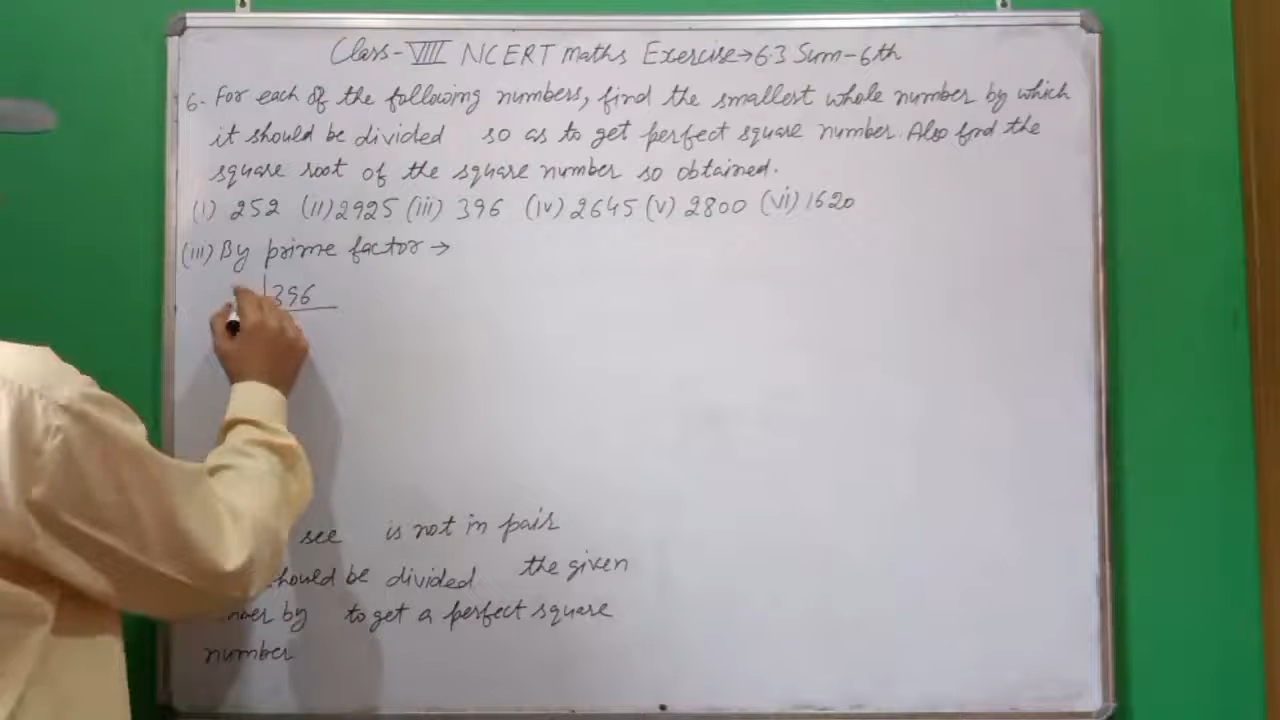 Class-VIII NCERT Maths Exercise→6.3 Sum-6th
6. For each of the following numbers, find the smallest whole number by which
it should be divided so as to get perfect square number. Also find the
square root of the square number so obtained.
(i) 252 (ii) 2925 (iii) 396 (iv) 2645 (v) 2800 (vi) 1620
(iii) By prime factor →
396
see is not in pair
should be divided the given
by to get a perfect square
number